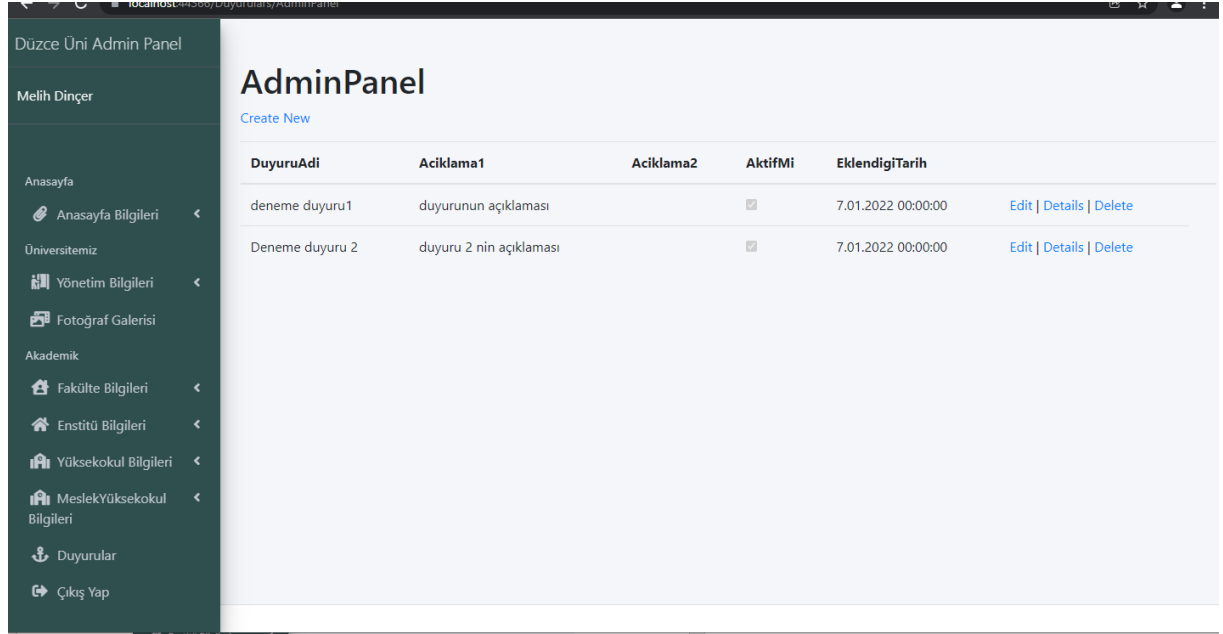 localhost:44366/Duyurulars/AdminPanel
Düzce Üni Admin Panel
Melih Dinçer
Anasayfa
Anasayfa Bilgileri
Üniversitemiz
Yönetim Bilgileri
Fotoğraf Galerisi
Akademik
Fakülte Bilgileri
Enstitü Bilgileri
Yüksekokul Bilgileri
MeslekYüksekokul
Bilgileri
Duyurular
Çıkış Yap
AdminPanel
Create New
DuyuruAdi Aciklama1 Aciklama2 AktifMi EklendigiTarih
deneme duyuru1 duyurunun açıklaması 7.01.2022 00:00:00 Edit | Details | Delete
Deneme duyuru 2 duyuru 2 nin açıklaması 7.01.2022 00:00:00 Edit | Details | Delete